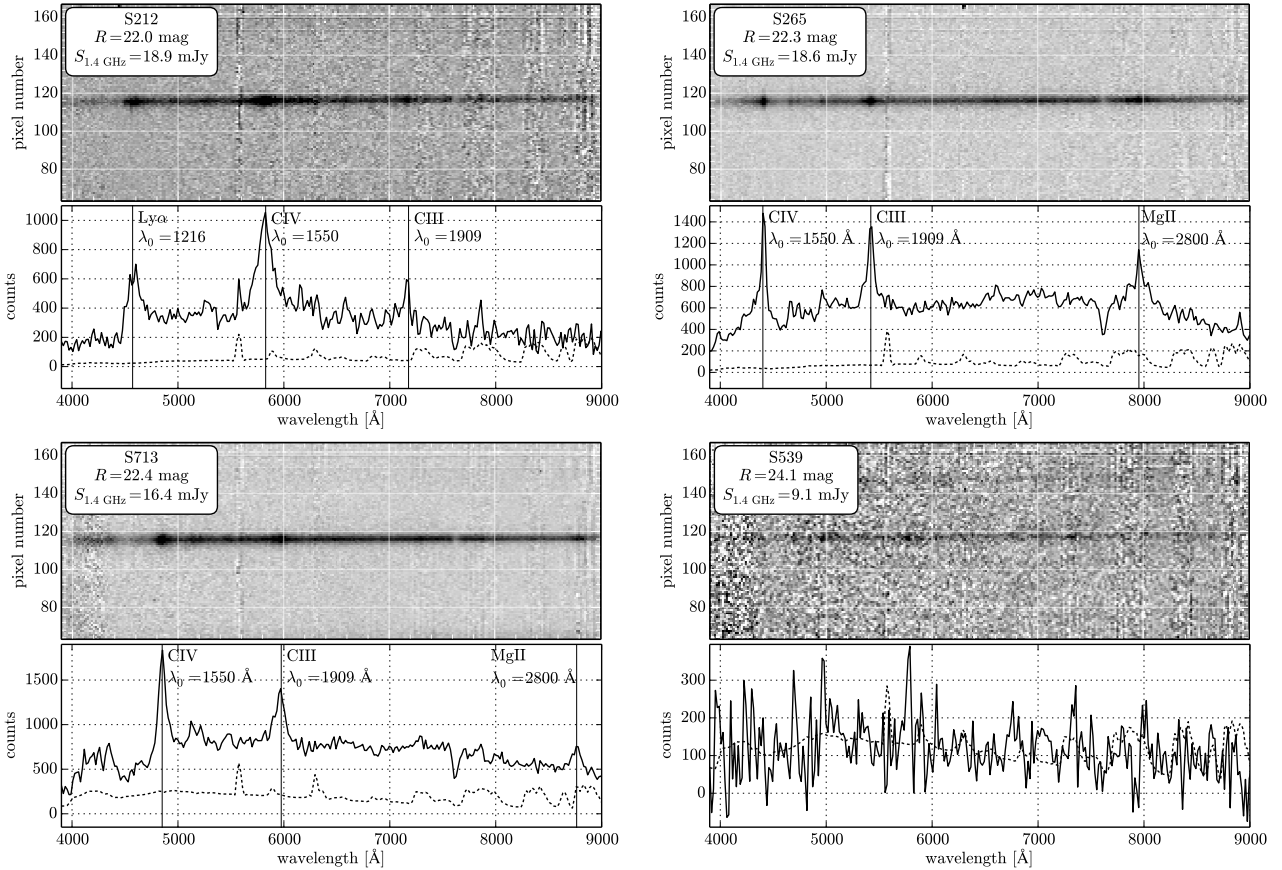 S212
R=22.0 mag
S1.4 GHz=18.9 mJy
160
140
120
100
80
pixel number
Lyα
λ0 =1216
CIV
λ0 =1550
CIII
λ0 =1909
1000
800
600
400
200
0
counts
4000 5000 6000 7000 8000 9000
wavelength [Å]
S265
R=22.3 mag
S1.4 GHz=18.6 mJy
160
140
120
100
80
pixel number
CIV
λ0 =1550 Å
CIII
λ0 =1909 Å
MgII
λ0 =2800 Å
1400
1200
1000
800
600
400
200
0
counts
4000 5000 6000 7000 8000 9000
wavelength [Å]
S713
R=22.4 mag
S1.4 GHz=16.4 mJy
160
140
120
100
80
pixel number
CIV
λ0 =1550 Å
CIII
λ0 =1909 Å
MgII
λ0 =2800 Å
1500
1000
500
0
counts
4000 5000 6000 7000 8000 9000
wavelength [Å]
S539
R=24.1 mag
S1.4 GHz=9.1 mJy
160
140
120
100
80
pixel number
300
200
100
0
counts
4000 5000 6000 7000 8000 9000
wavelength [Å]